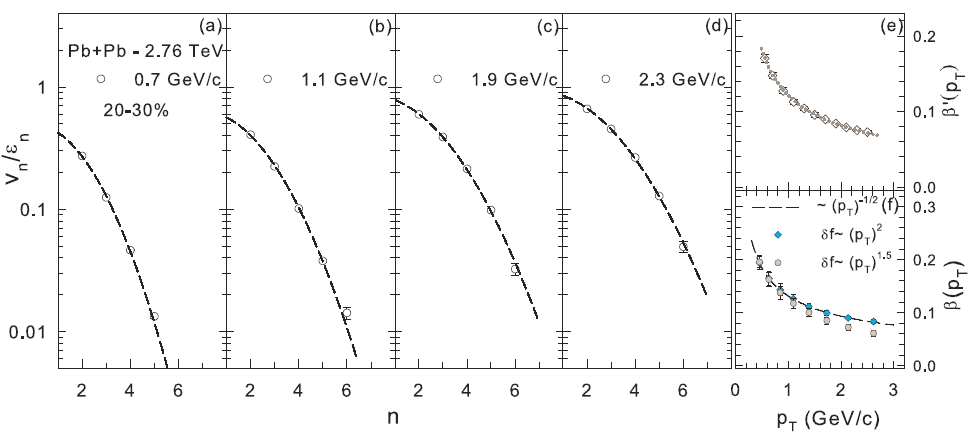 (a)
(b)
(c)
(d)
(e)
Pb+Pb - 2.76 TeV
0.7 GeV/c
1.1 GeV/c
1.9 GeV/c
2.3 GeV/c
20-30%
1
0.1
0.01
vₙ/εₙ
2 4 6
2 4 6
2 4 6
2 4 6
n
0.2
0.1
0.0
β'(p_T)
~ (p_T)^-1/2 (f)
δf~ (p_T)^2
δf~ (p_T)^1.5
0.3
0.2
0.1
0.0
β(p_T)
0 1 2 3
p_T (GeV/c)